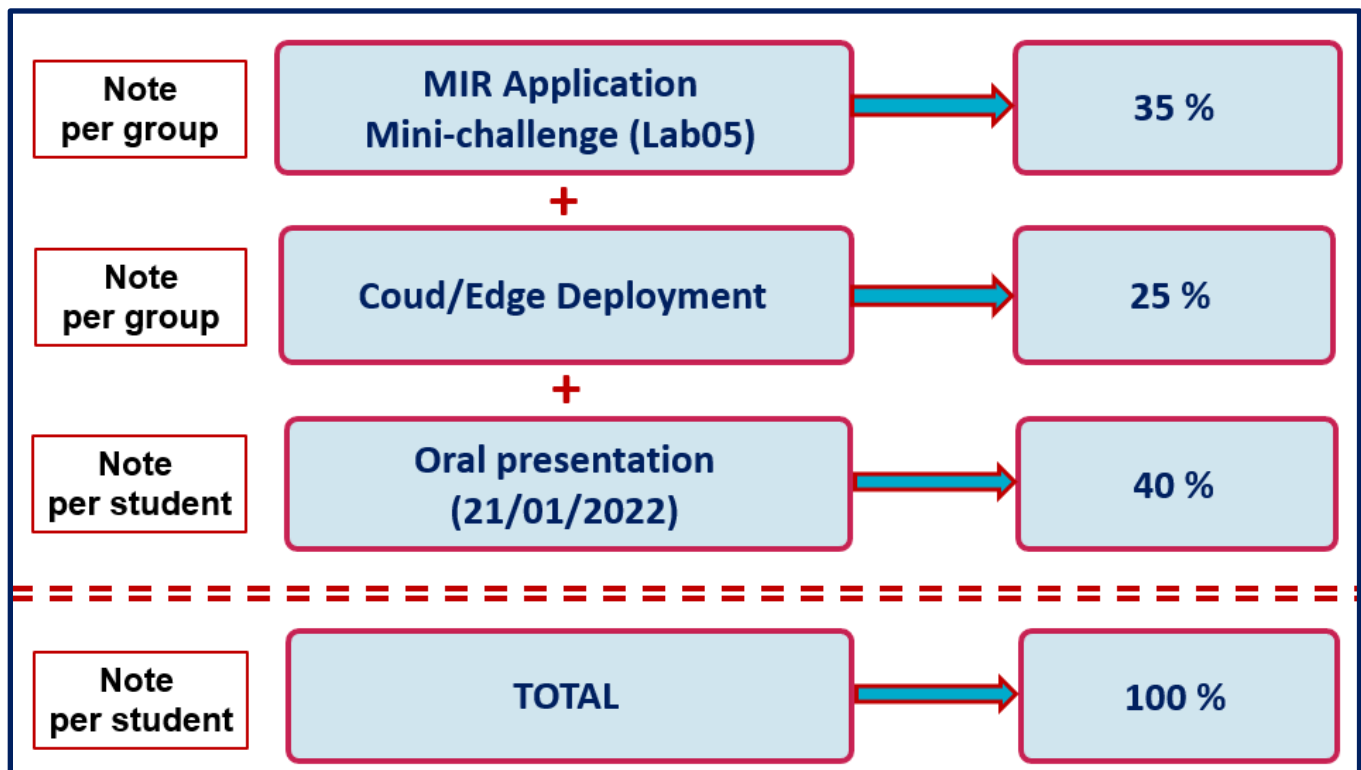 Note
per group
MIR Application
Mini-challenge (Lab05)
35 %
+
Note
per group
Coud/Edge Deployment
25 %
+
Note
per student
Oral presentation
(21/01/2022)
40 %
Note
per student
TOTAL
100 %